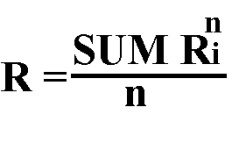 R = SUM Rᵢⁿ
n